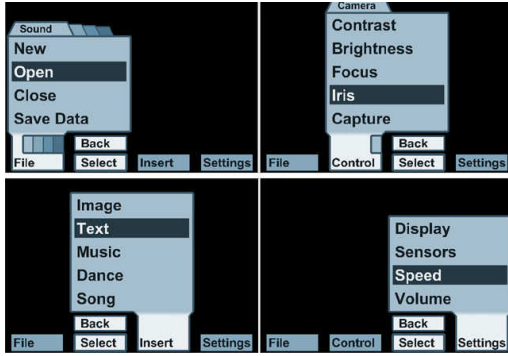 Sound
New
Open
Close
Save Data
Back
File Select Insert Settings
Camera
Contrast
Brightness
Focus
Iris
Capture
Back
File Control Select Settings
Image
Text
Music
Dance
Song
Back
File Select Insert Settings
Display
Sensors
Speed
Volume
Back
File Control Select Settings